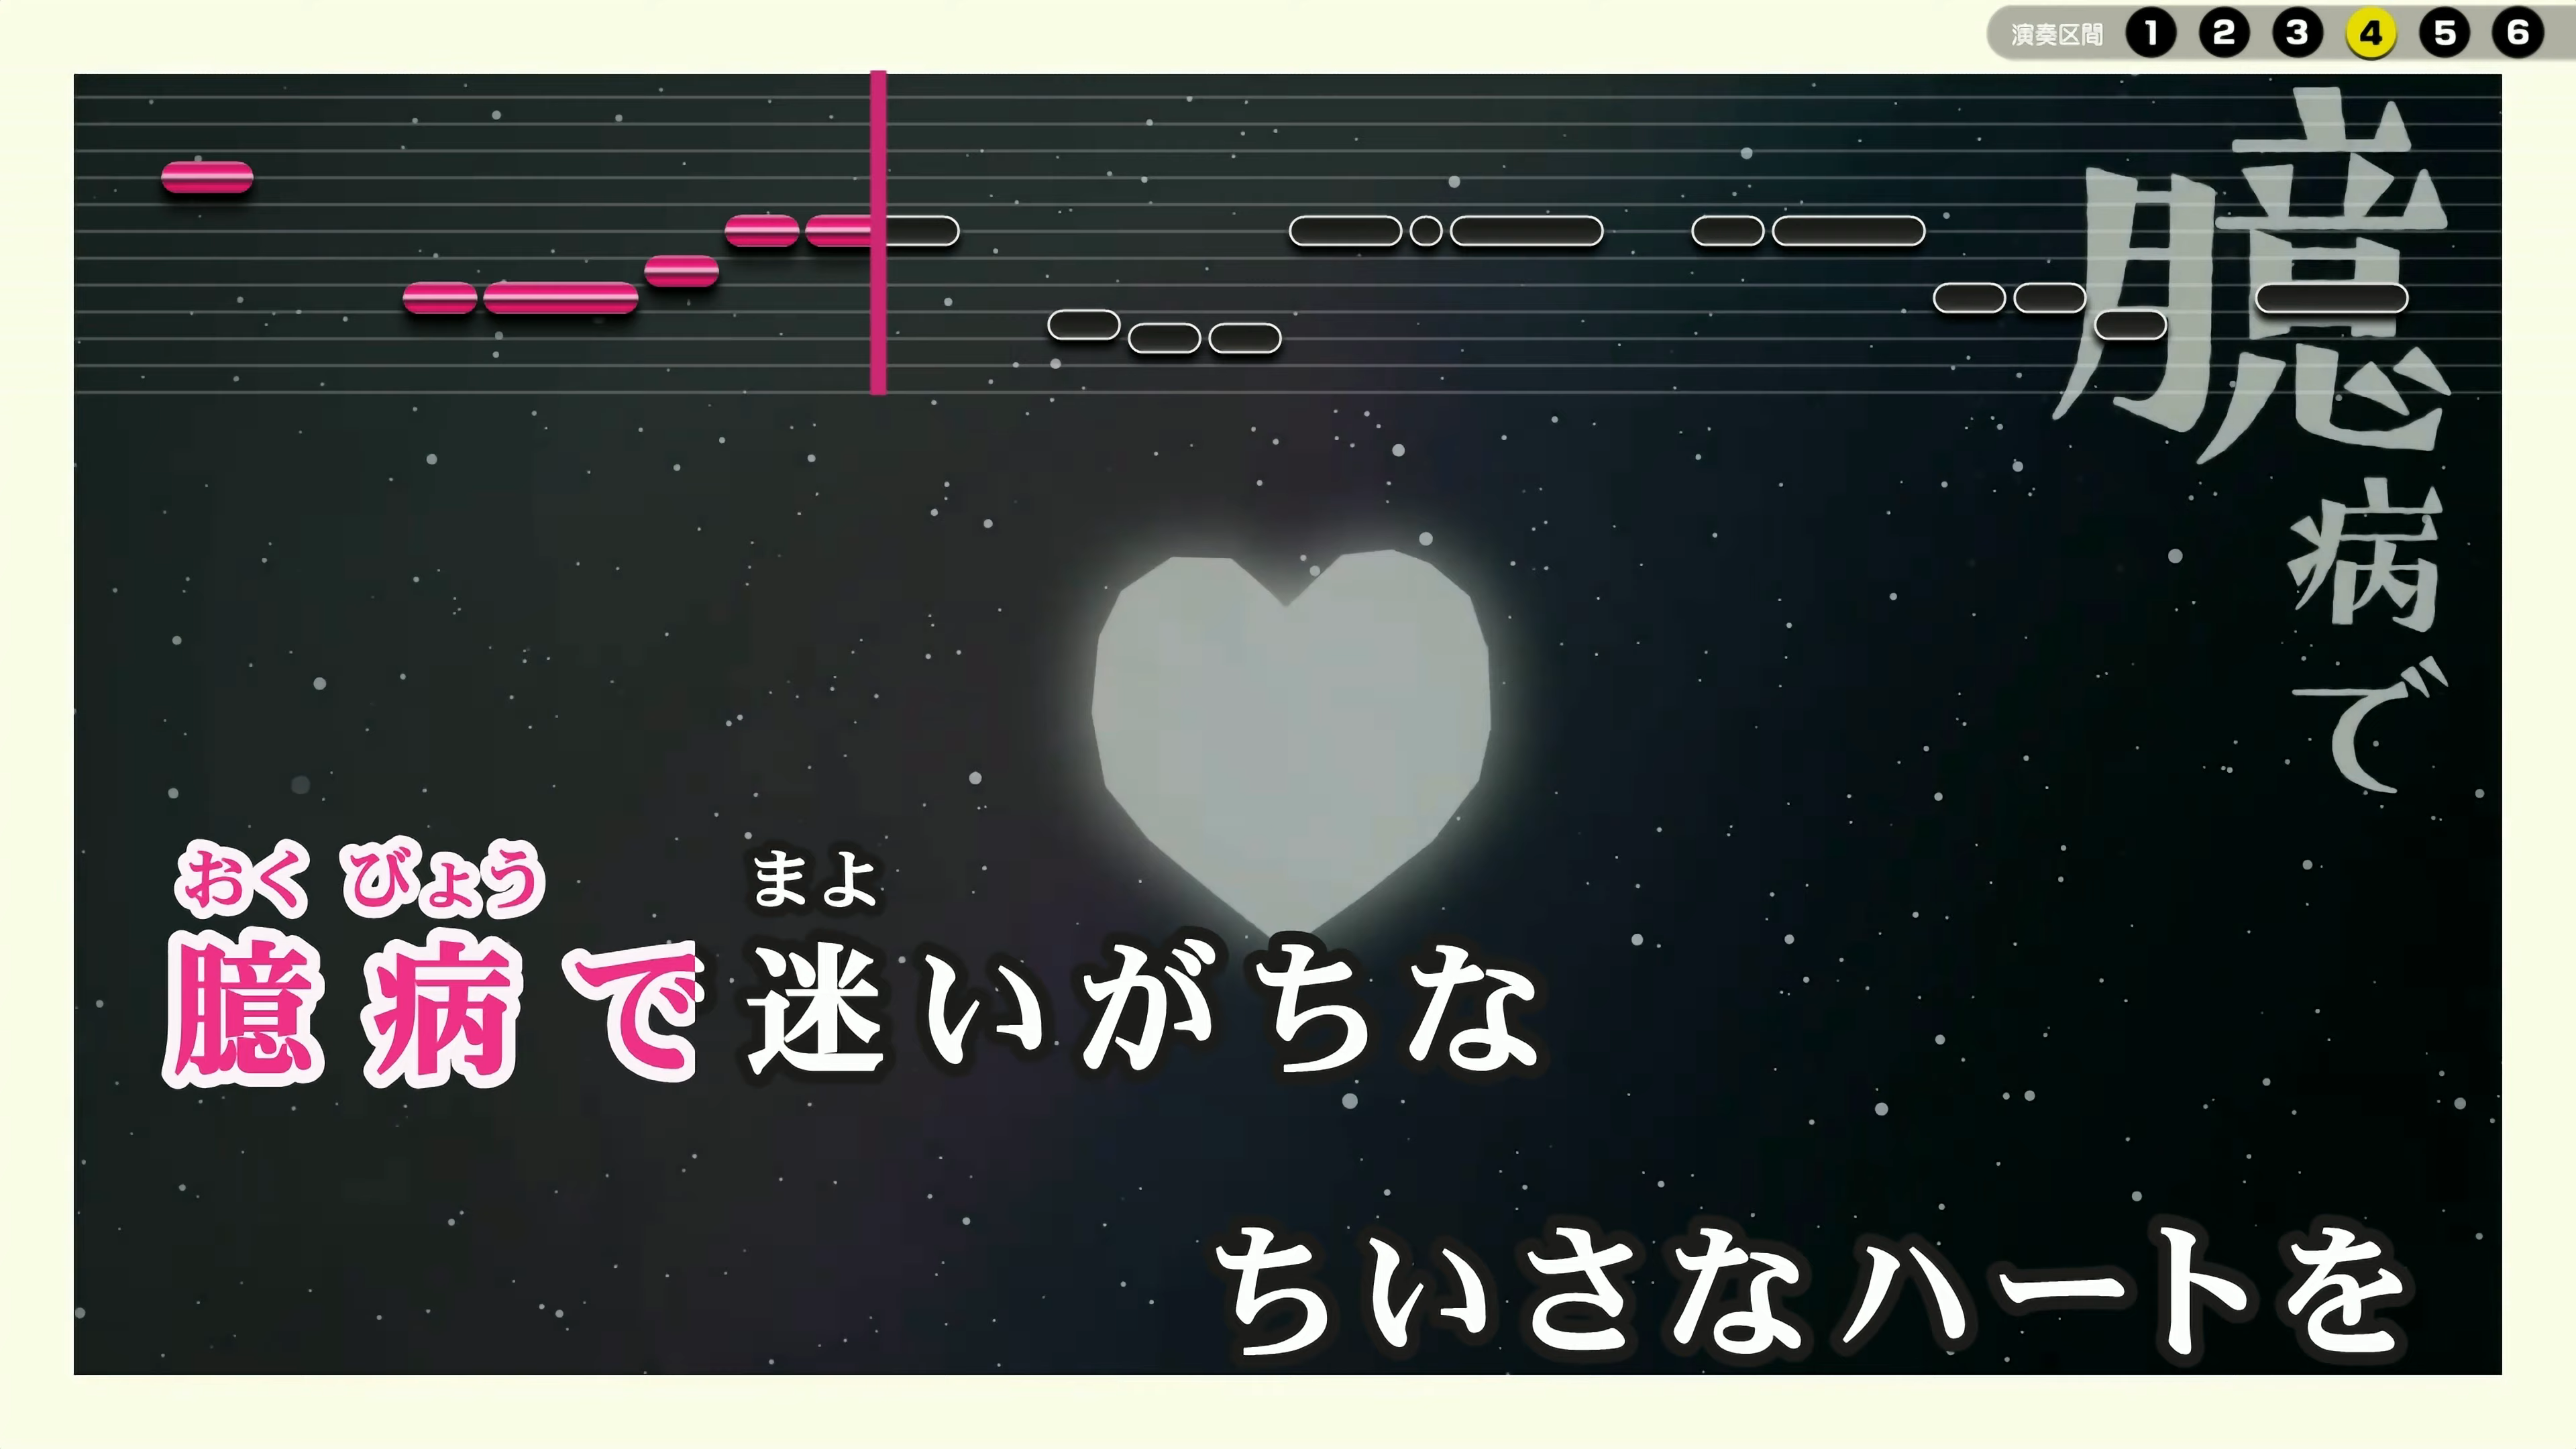 演奏区間 1 2 3 4 5 6
臆病で
おく びょう まよ
臆病で迷いがちな
ちいさなハートを